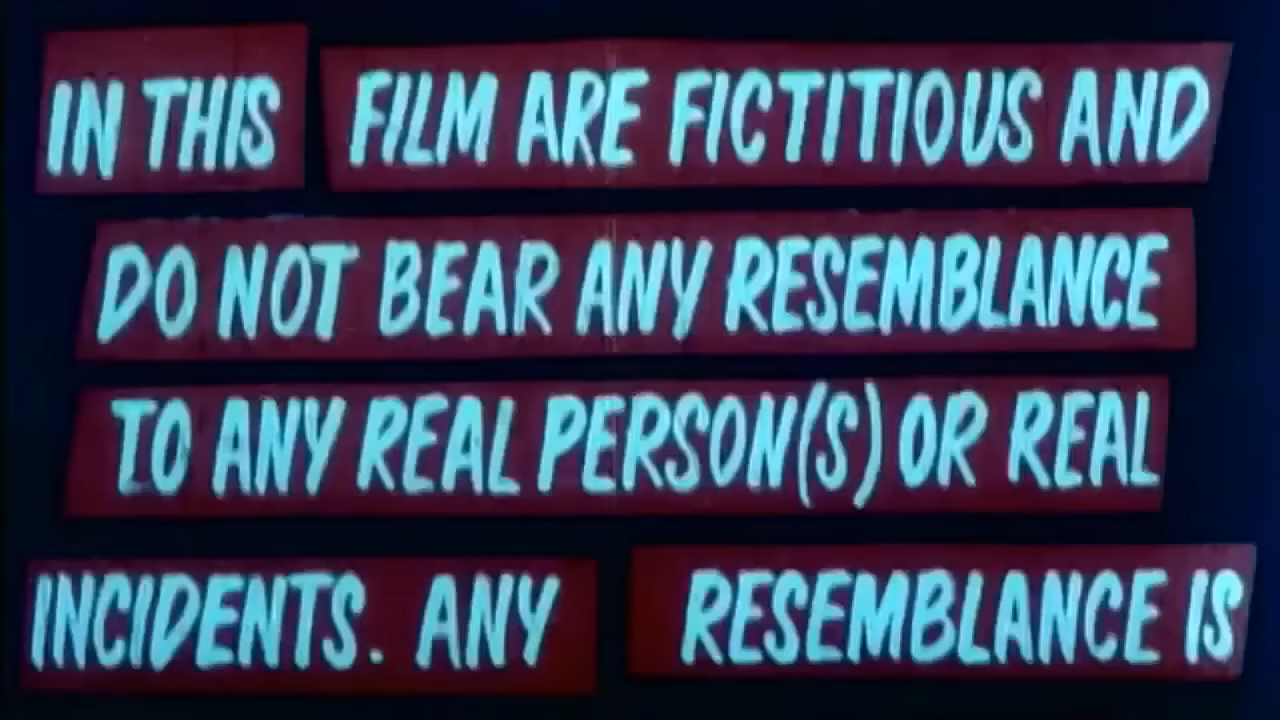 IN THIS FILM ARE FICTITIOUS AND
DO NOT BEAR ANY RESEMBLANCE
TO ANY REAL PERSON(S) OR REAL
INCIDENTS. ANY RESEMBLANCE IS